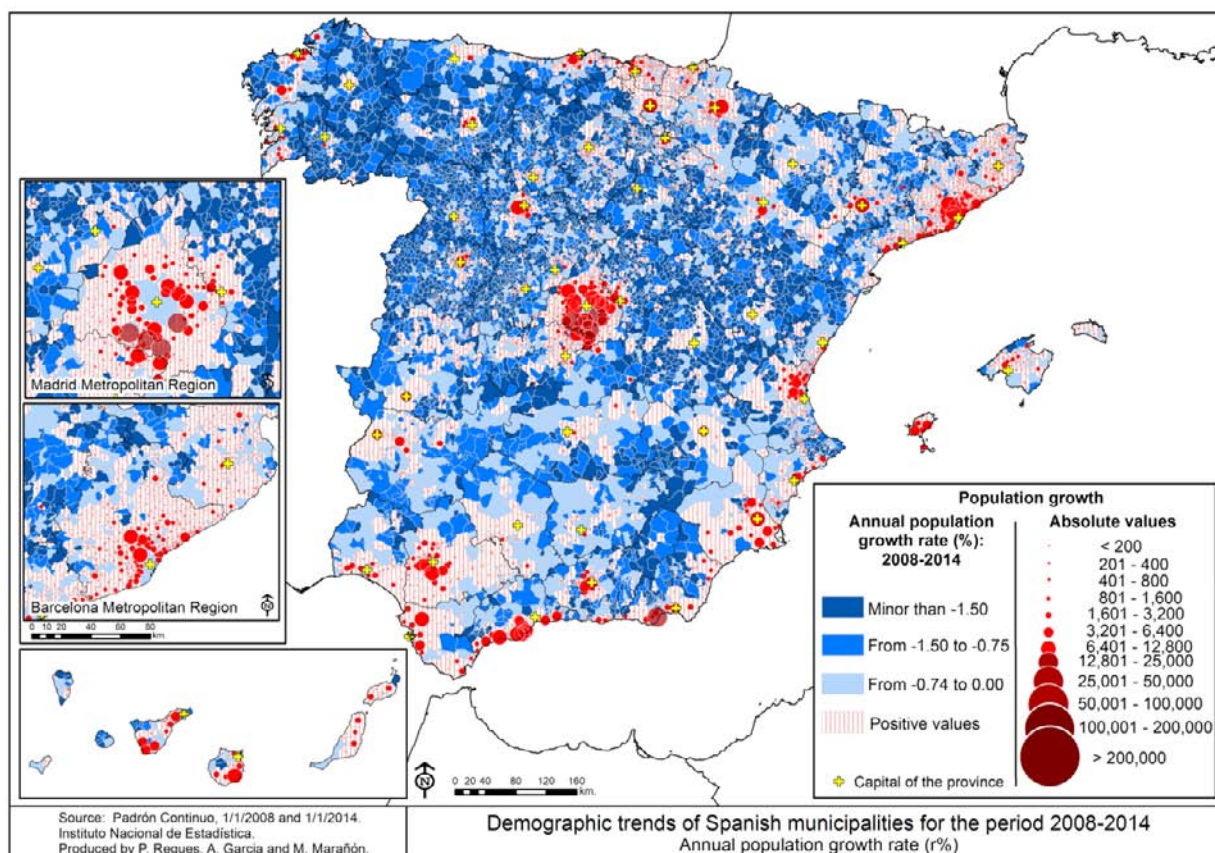 Madrid Metropolitan Region
Barcelona Metropolitan Region
0 10 20 40 60 80
km.
0 20 40 80 120 160
km.
N
Population growth
Annual population
growth rate (%):
2008-2014
Minor than -1.50
From -1.50 to -0.75
From -0.74 to 0.00
Positive values
Capital of the province
Absolute values
< 200
201 - 400
401 - 800
801 - 1,600
1,601 - 3,200
3,201 - 6,400
6,401 - 12,800
12,801 - 25,000
25,001 - 50,000
50,001 - 100,000
100,001 - 200,000
> 200,000
Source: Padrón Continuo, 1/1/2008 and 1/1/2014.
Instituto Nacional de Estadística.
Produced by P. Reques, A. Garcia and M. Marañón.
Demographic trends of Spanish municipalities for the period 2008-2014
Annual population growth rate (r%)